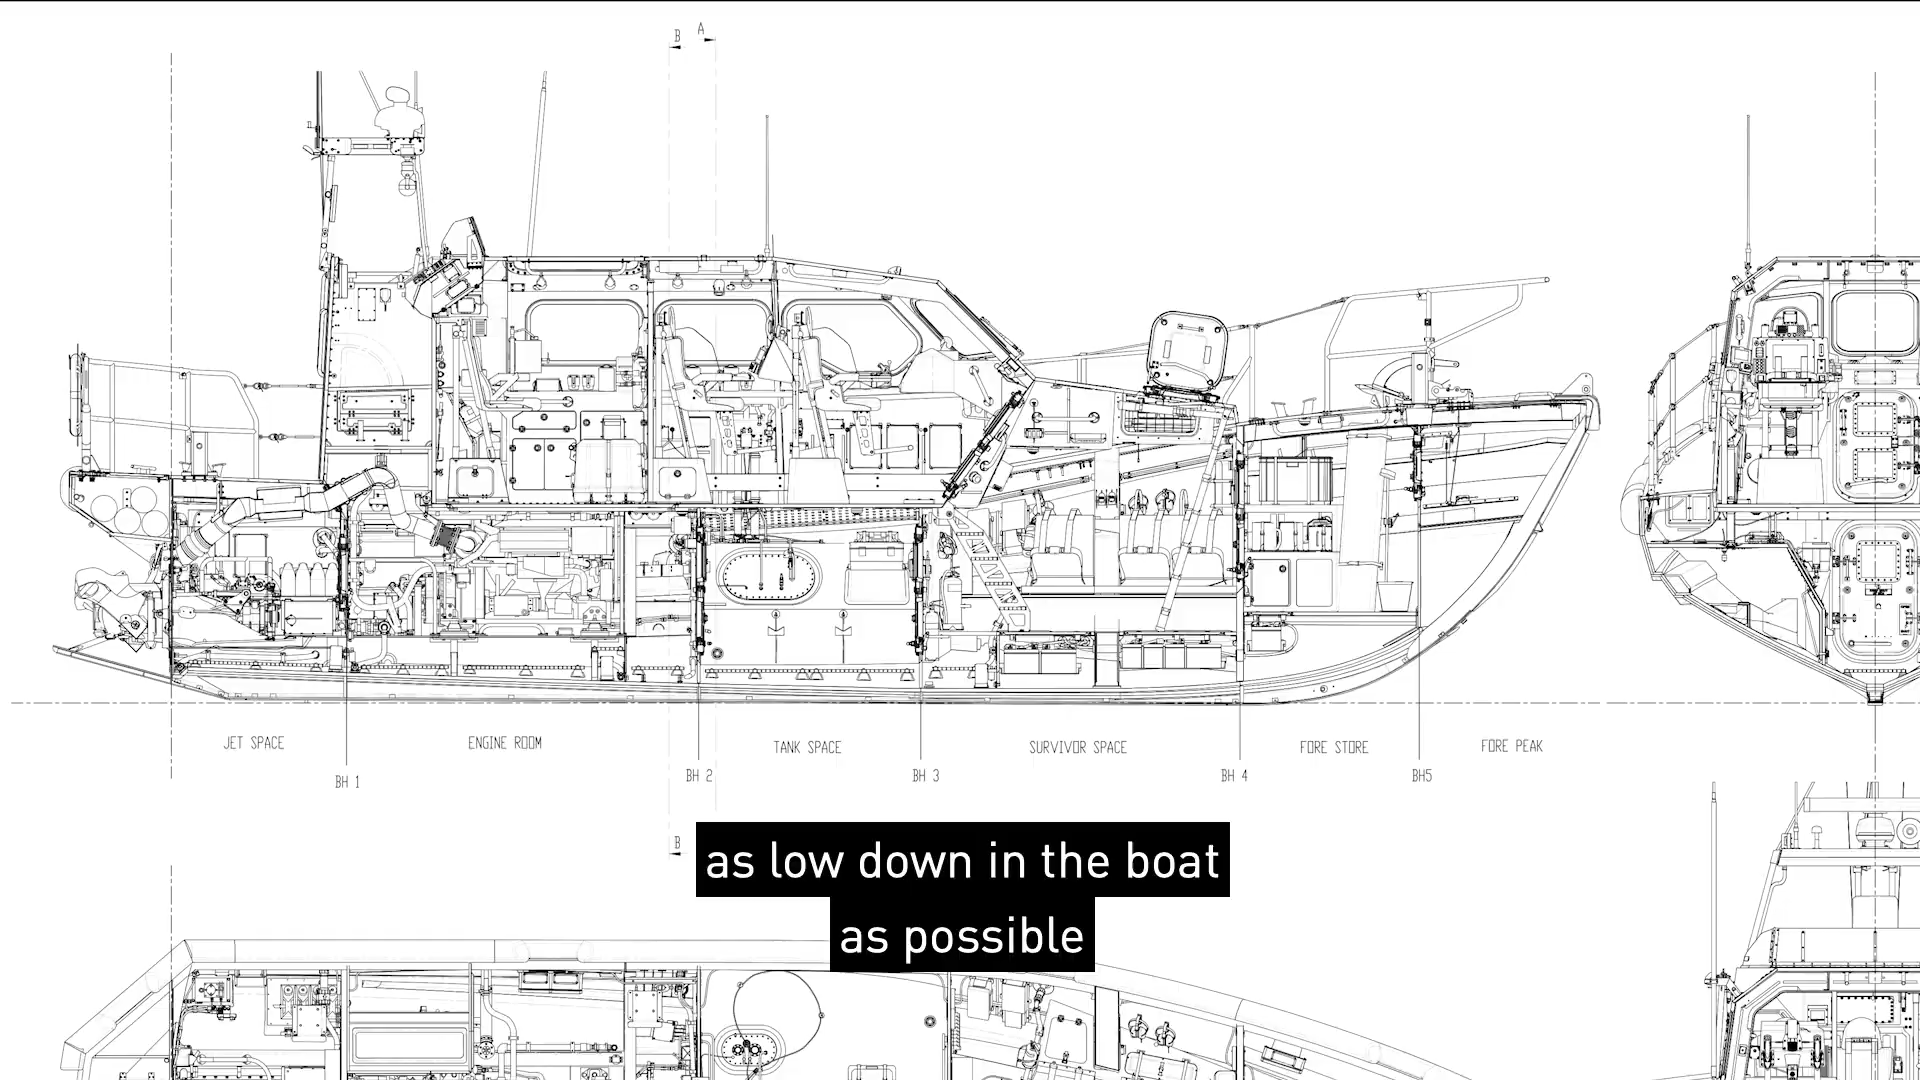 B A
JET SPACE ENGINE ROOM TANK SPACE SURVIVOR SPACE FORE STORE FORE PEAK
BH 1 BH 2 BH 3 BH 4 BH5
B
as low down in the boat
as possible